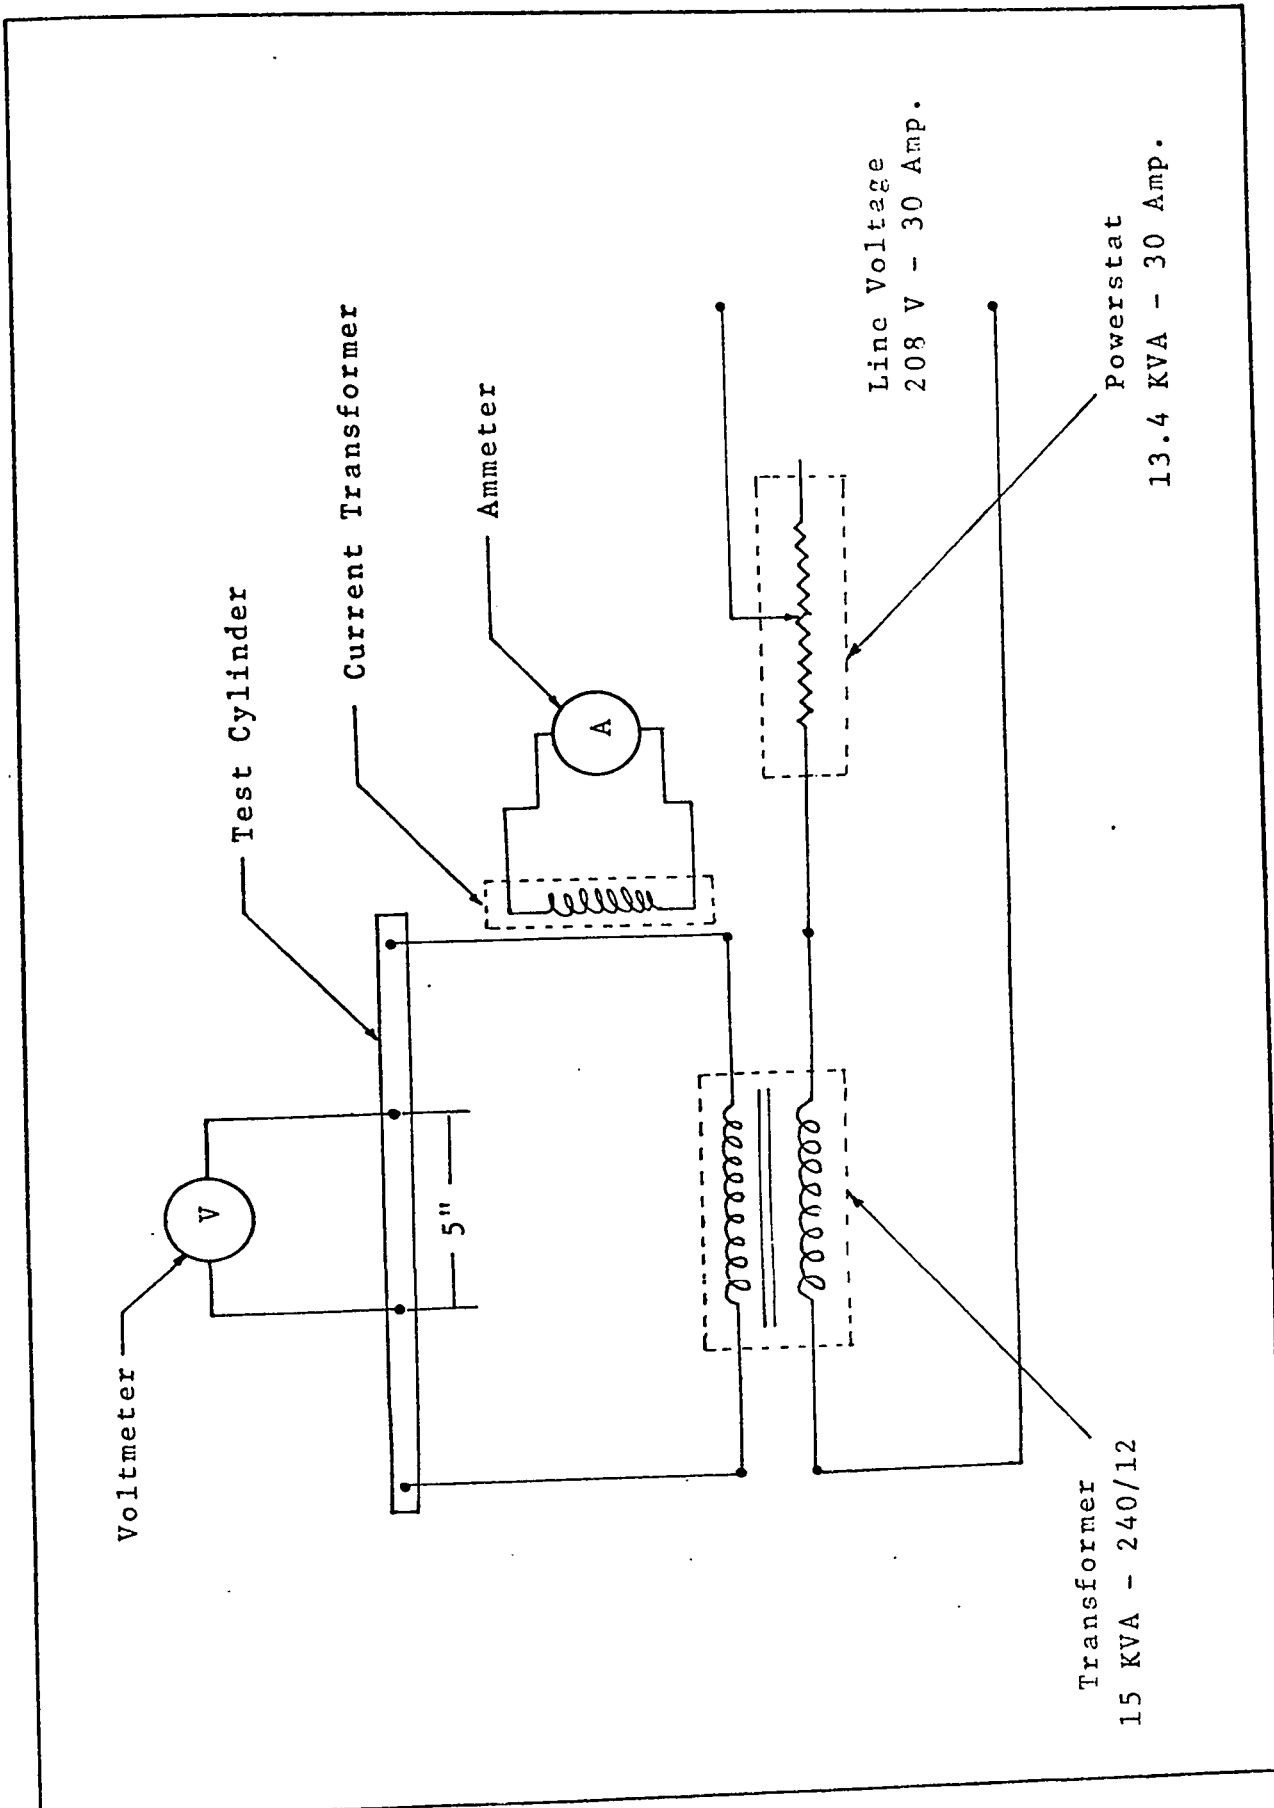 Voltmeter
V
5"
Test Cylinder
Current Transformer
Ammeter
A
Line Voltage
208 V - 30 Amp.
Powerstat
13.4 KVA - 30 Amp.
Transformer
15 KVA - 240/12